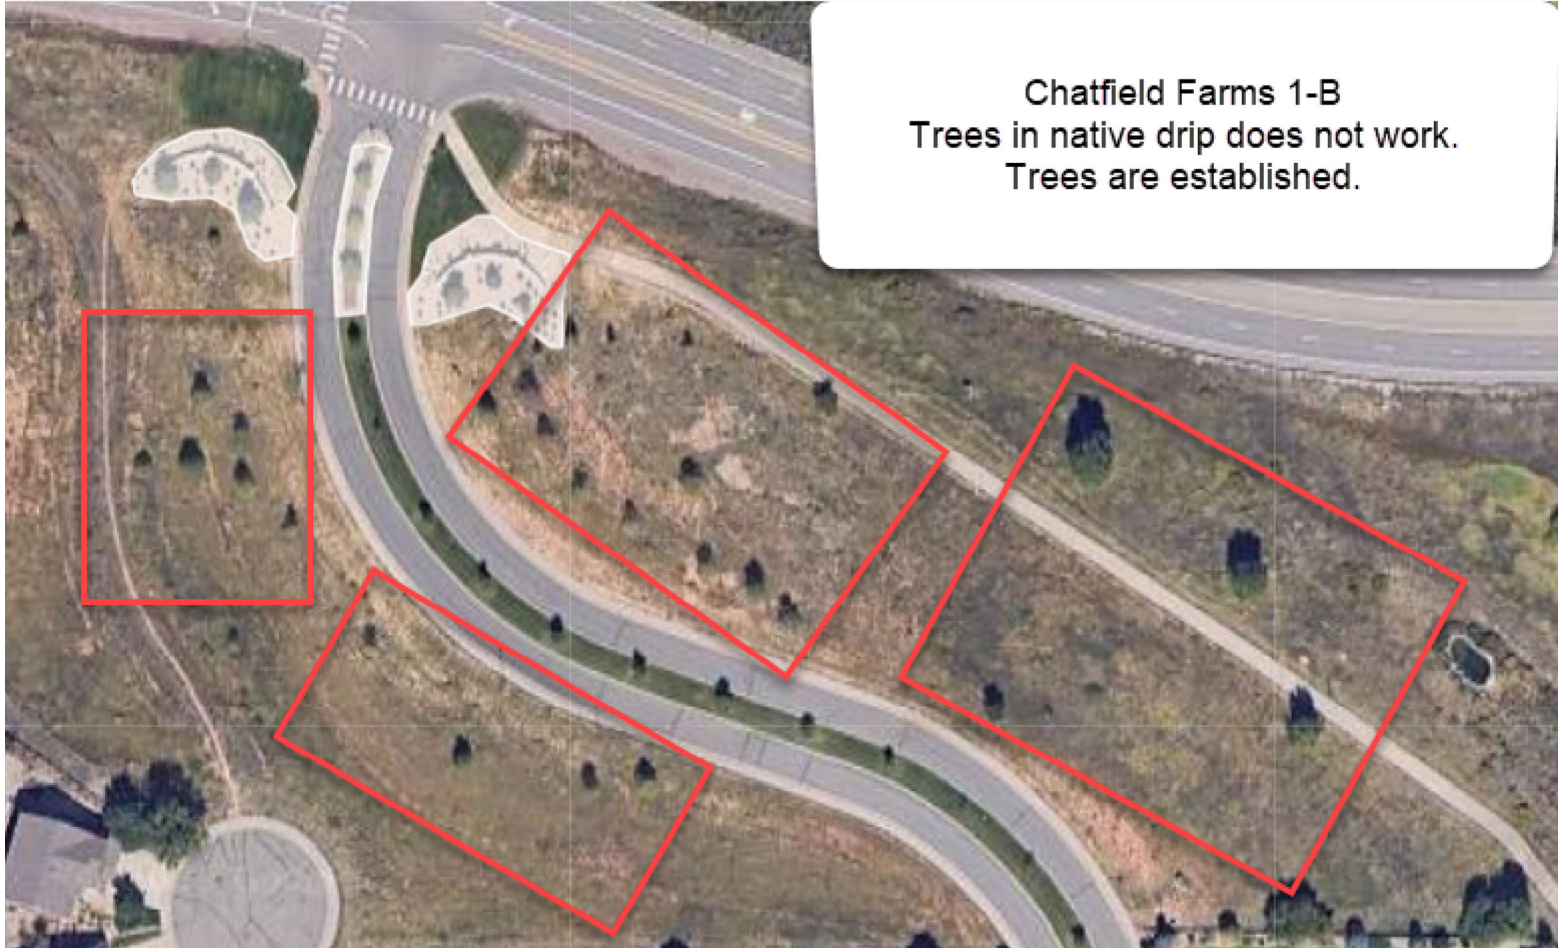 Chatfield Farms 1-B
Trees in native drip does not work.
Trees are established.